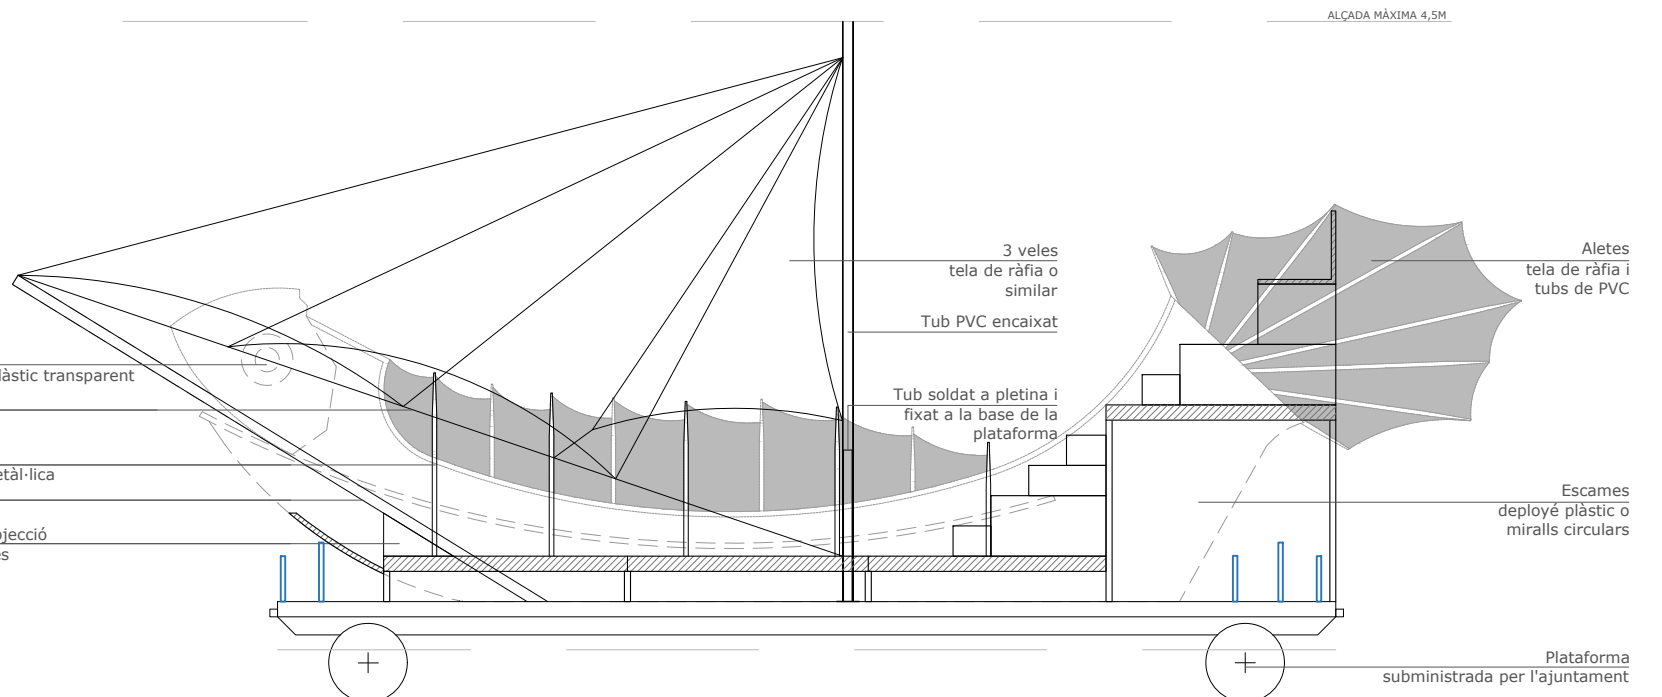 ALÇADA MÀXIMA 4,5M
3 veles
tela de ràfia o
similar
Aletes
tela de ràfia i
tubs de PVC
Tub PVC encaixat
plàstic transparent
Tub soldat a pletina i
fixat a la base de la
plataforma
etàl·lica
Escames
deployé plàstic o
miralls circulars
ojecció
s
Plataforma
subministrada per l'ajuntament